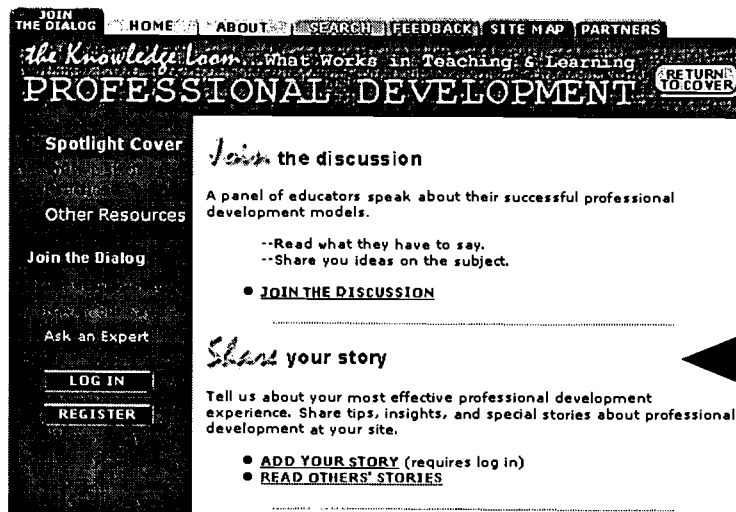 JOIN
THE DIALOG HOME ABOUT SEARCH FEEDBACK SITE MAP PARTNERS
the Knowledge Loom...What Works in Teaching & Learning
PROFESSIONAL DEVELOPMENT
RETURN
TO COVER
Spotlight Cover
Other Resources
Join the Dialog
Ask an Expert
LOG IN
REGISTER
Join the discussion
A panel of educators speak about their successful professional
development models.
--Read what they have to say.
--Share you ideas on the subject.
● JOIN THE DISCUSSION
Share your story
Tell us about your most effective professional development
experience. Share tips, insights, and special stories about professional
development at your site.
● ADD YOUR STORY (requires log in)
● READ OTHERS' STORIES